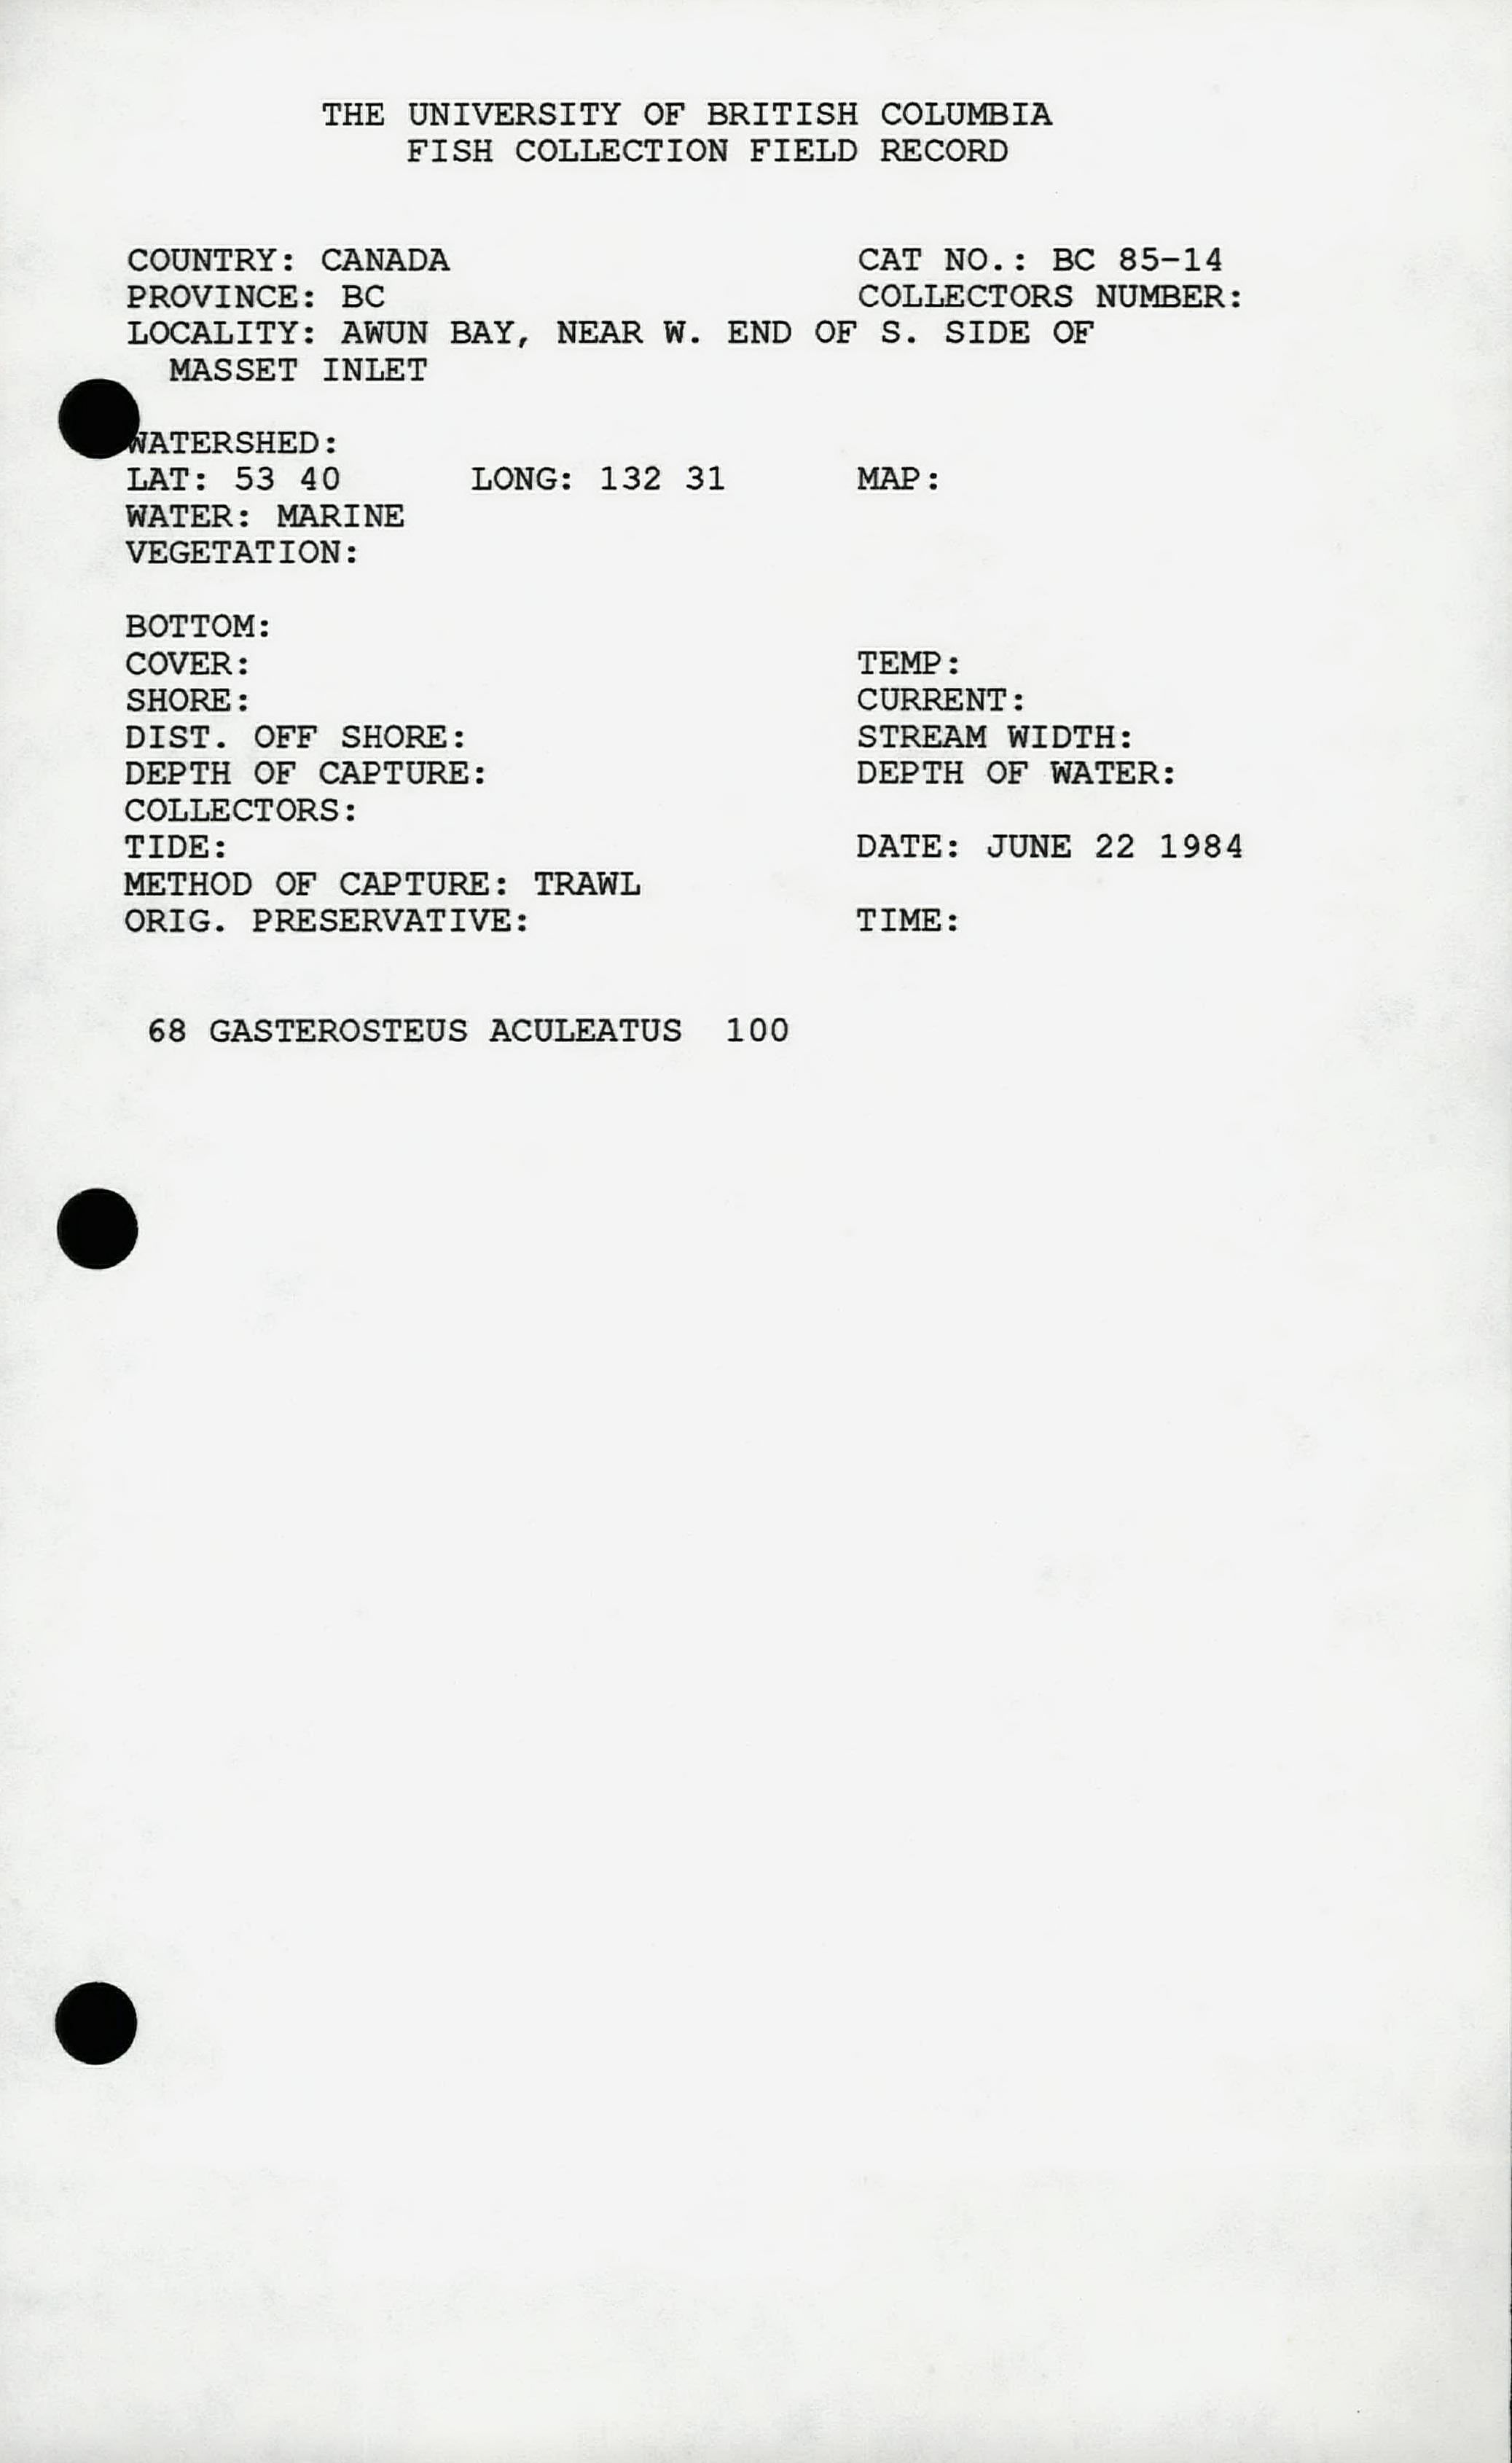 THE UNIVERSITY OF BRITISH COLUMBIA
FISH COLLECTION FIELD RECORD
COUNTRY: CANADA CAT NO.: BC 85-14
PROVINCE: BC COLLECTORS NUMBER:
LOCALITY: AWUN BAY, NEAR W. END OF S. SIDE OF
MASSET INLET
WATERSHED:
LAT: 53 40 LONG: 132 31 MAP:
WATER: MARINE
VEGETATION:
BOTTOM:
COVER: TEMP:
SHORE: CURRENT:
DIST. OFF SHORE: STREAM WIDTH:
DEPTH OF CAPTURE: DEPTH OF WATER:
COLLECTORS:
TIDE: DATE: JUNE 22 1984
METHOD OF CAPTURE: TRAWL
ORIG. PRESERVATIVE: TIME:
68 GASTEROSTEUS ACULEATUS 100